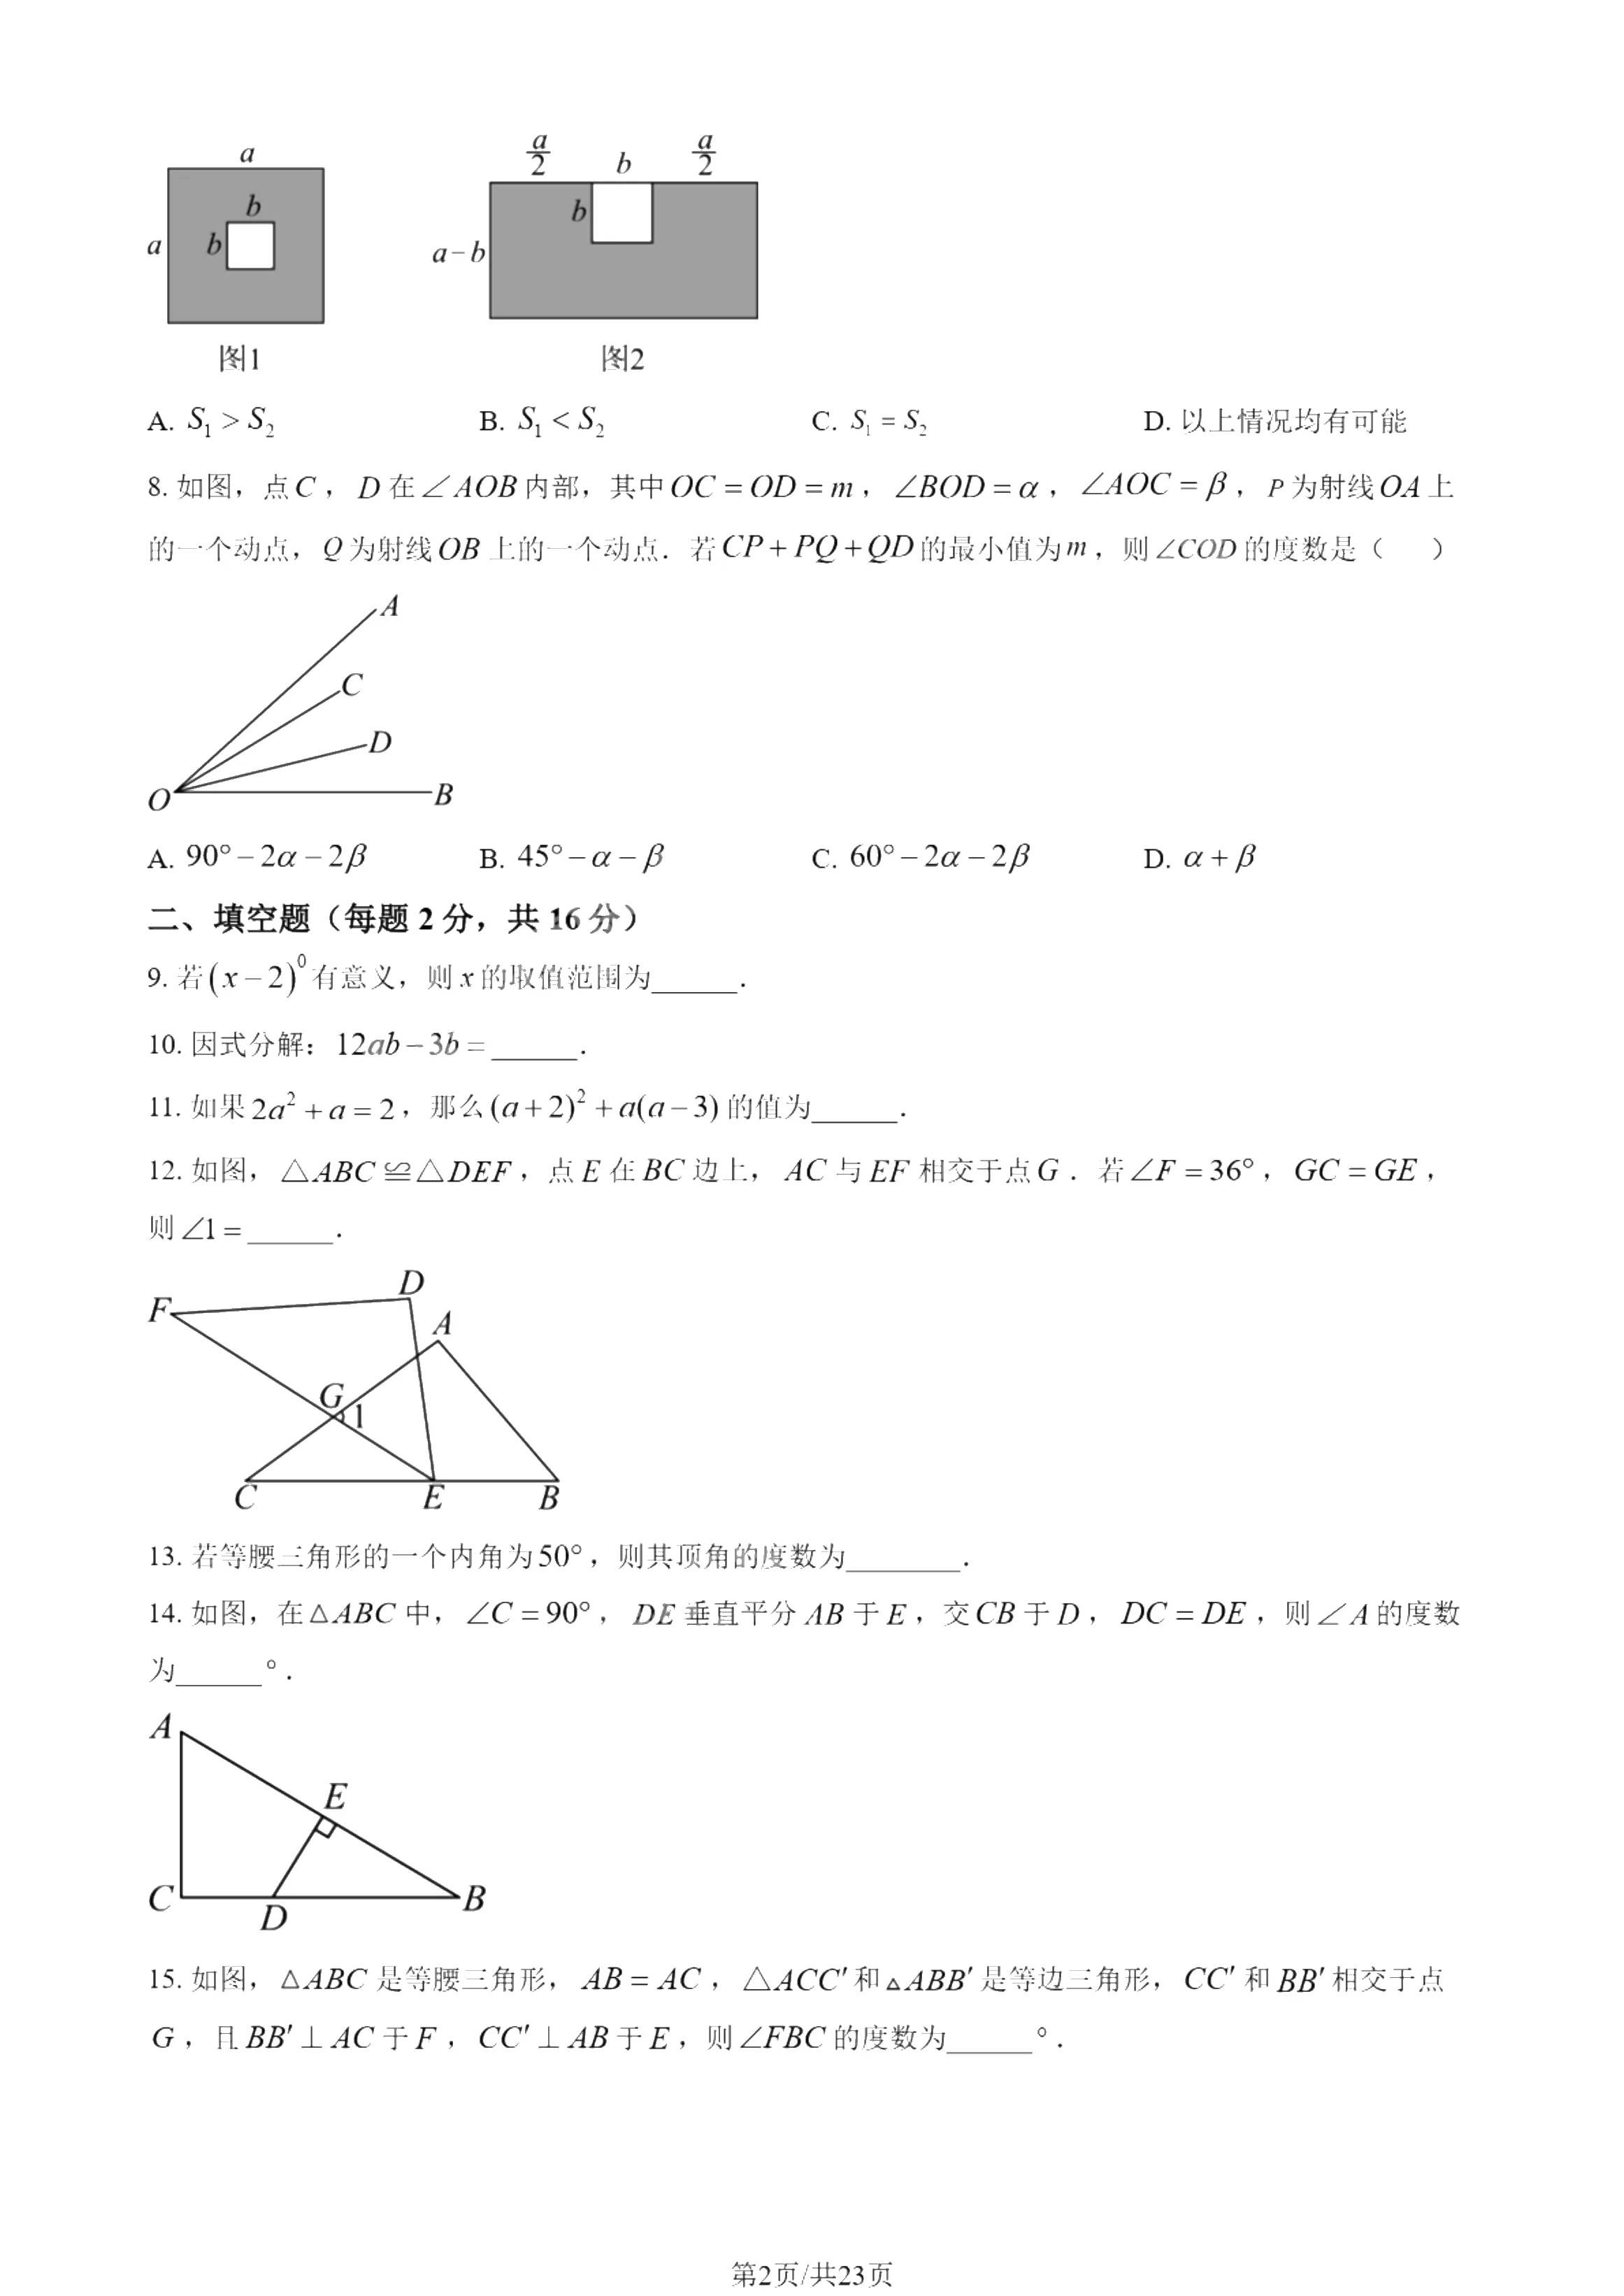 a
a
b
b
图1
a/2 b a/2
b
a－b
图2
A. S₁ > S₂ B. S₁ < S₂ C. S₁ = S₂ D. 以上情况均有可能
8. 如图，点C，D在∠AOB内部，其中OC = OD = m，∠BOD = α，∠AOC = β，P为射线OA上
的一个动点，Q为射线OB上的一个动点．若CP + PQ + QD的最小值为m，则∠COD的度数是（ ）
A
C
D
O
B
A. 90° − 2α − 2β B. 45° − α − β C. 60° − 2α − 2β D. α + β
二、填空题（每题 2 分，共 16 分）
9. 若(x − 2)⁰有意义，则x的取值范围为______．
10. 因式分解：12ab − 3b = ______．
11. 如果2a² + a = 2，那么(a + 2)² + a(a − 3)的值为______．
12. 如图，△ABC≌△DEF，点E在BC边上，AC与EF相交于点G．若∠F = 36°，GC = GE，
则∠1 = ______．
D
F
A
G
1
C E B
13. 若等腰三角形的一个内角为50°，则其顶角的度数为________．
14. 如图，在△ABC中，∠C = 90°，DE垂直平分AB于E，交CB于D，DC = DE，则∠A的度数
为______°．
A
E
C
B
D
15. 如图，△ABC是等腰三角形，AB = AC，△ACC′和△ABB′是等边三角形，CC′和BB′相交于点
G，且BB′⊥AC于F，CC′⊥AB于E，则∠FBC的度数为______°．
第2页/共23页